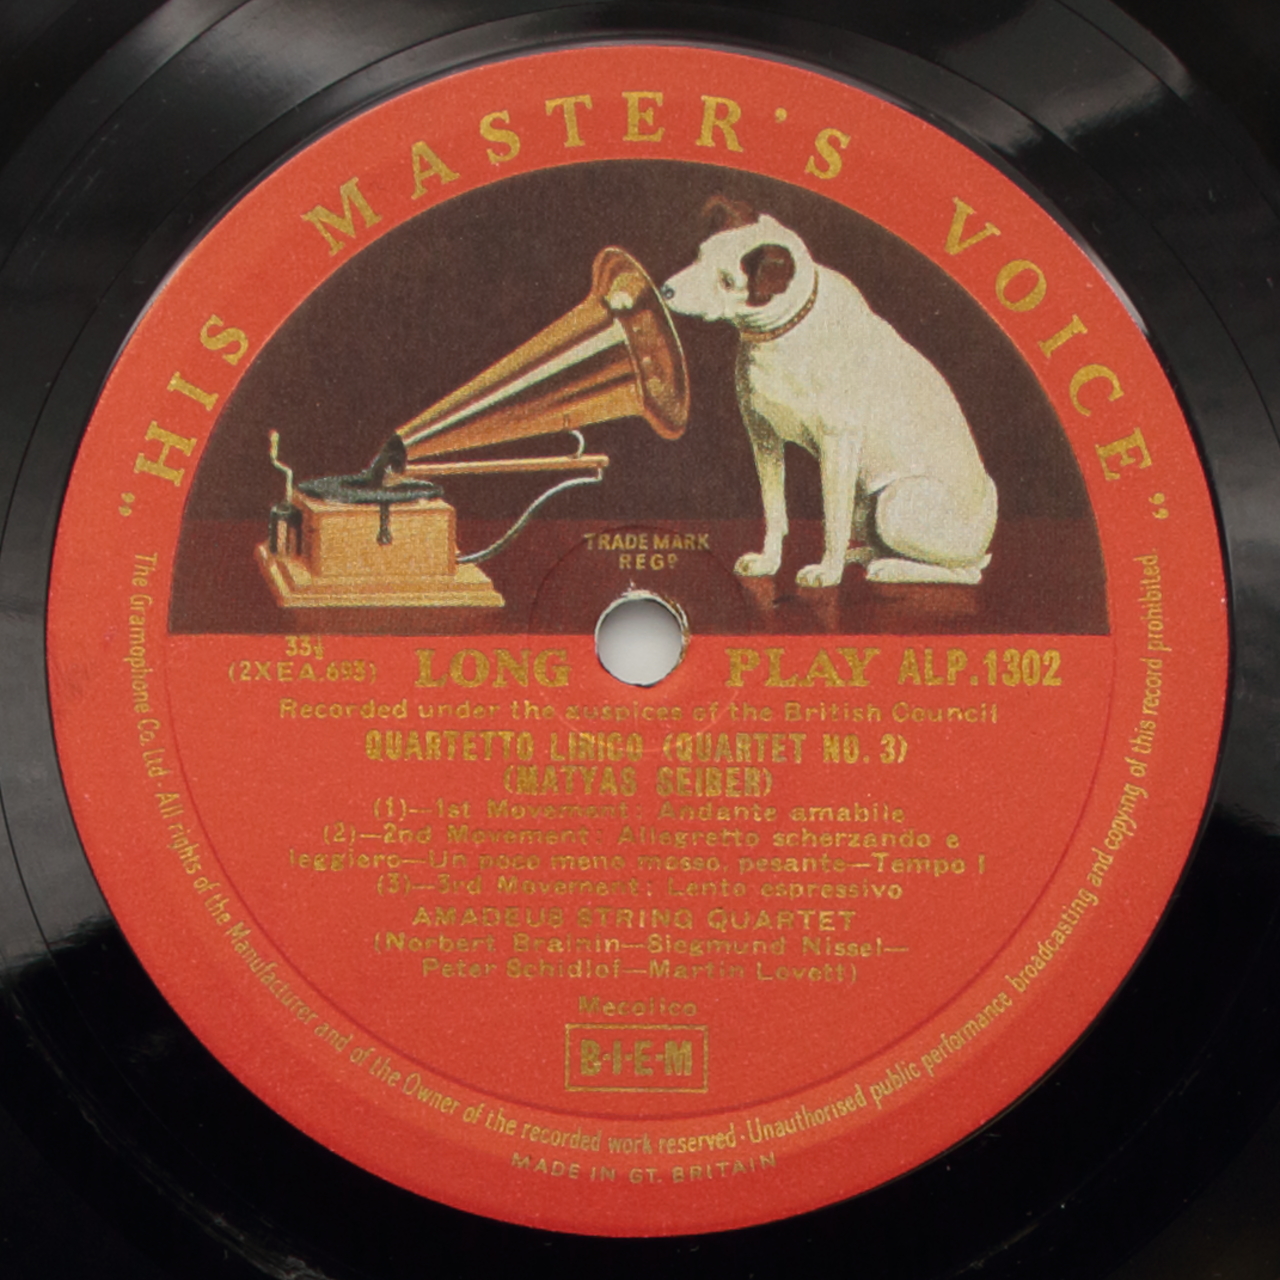 "HIS MASTER'S VOICE"
TRADE MARK
REGD
33⅓
(2XEA.693)
LONG PLAY ALP.1302
Recorded under the auspices of the British Council
QUARTETTO LIRICO (QUARTET NO. 3)
(MATYAS SEIBER)
(1)—1st Movement: Andante amabile
(2)—2nd Movement: Allegretto scherzando e
leggiero—Un poco meno mosso, pesante—Tempo I
(3)—3rd Movement: Lento espressivo
AMADEUS STRING QUARTET
(Norbert Brainin—Siegmund Nissel—
Peter Schidlof—Martin Lovett)
Mecolico
B·I·E·M
The Gramophone Co. Ltd · All rights of the Manufacturer and of the Owner of the recorded work reserved · Unauthorised public performance broadcasting and copying of this record prohibited.
MADE IN GT. BRITAIN